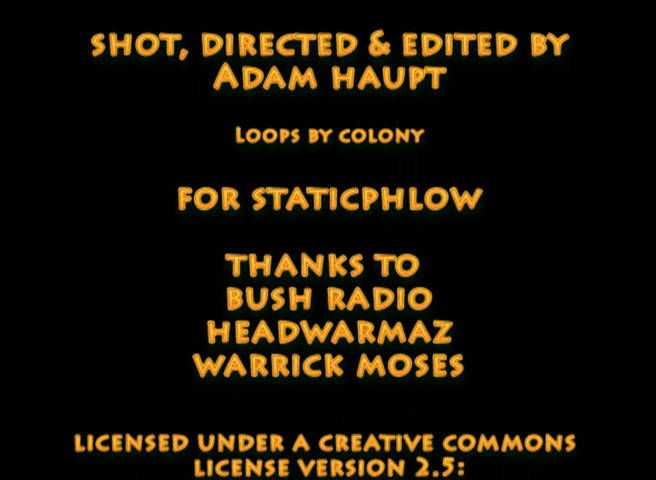 SHOT, DIRECTED & EDITED BY
ADAM HAUPT
LOOPS BY COLONY
FOR STATICPHLOW
THANKS TO
BUSH RADIO
HEADWARMAZ
WARRICK MOSES
LICENSED UNDER A CREATIVE COMMONS
LICENSE VERSION 2.5: